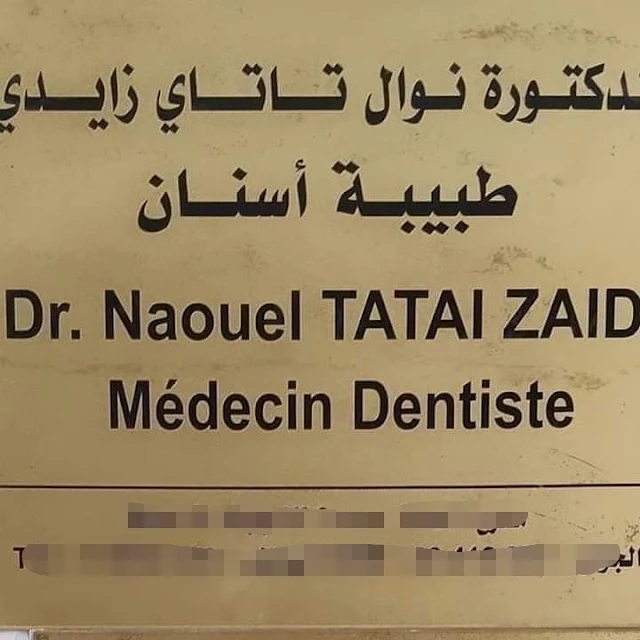 الدكتورة نوال تاتاي زايدي
طبيبة أسنان
Dr. Naouel TATAI ZAID
Médecin Dentiste